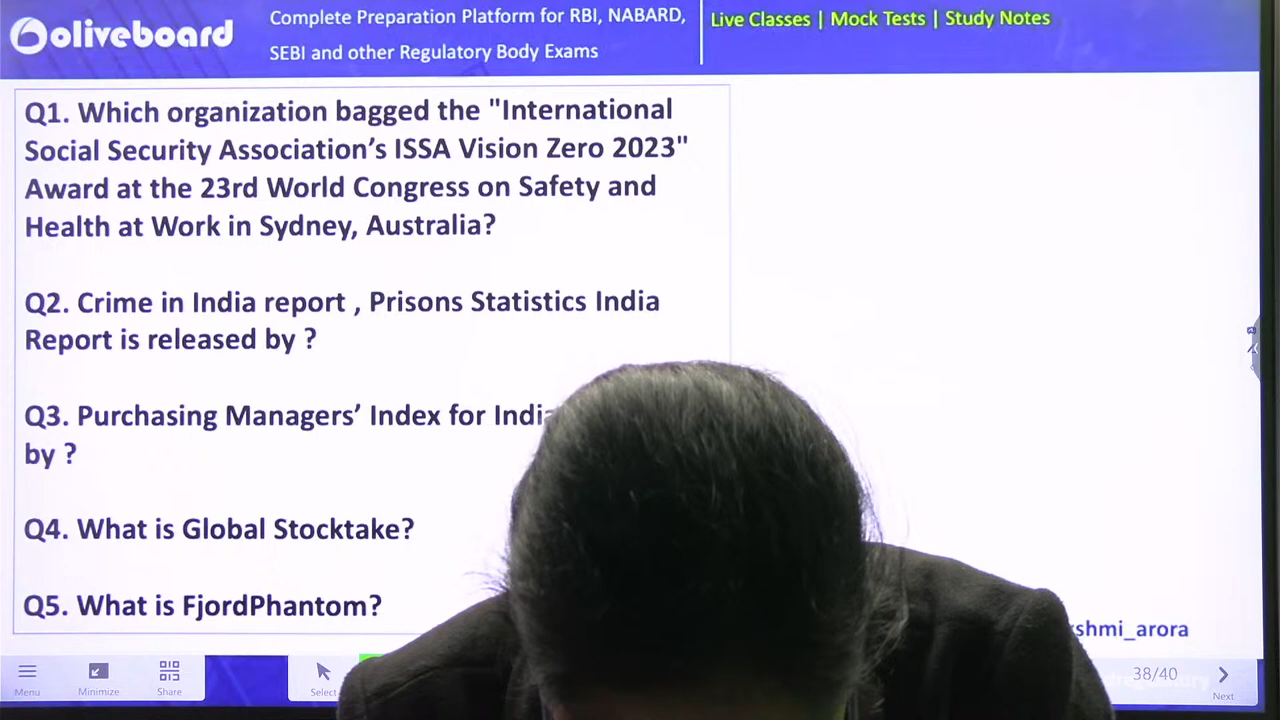 oliveboard
Complete Preparation Platform for RBI, NABARD,
SEBI and other Regulatory Body Exams
Live Classes | Mock Tests | Study Notes
Q1. Which organization bagged the "International
Social Security Association’s ISSA Vision Zero 2023"
Award at the 23rd World Congress on Safety and
Health at Work in Sydney, Australia?
Q2. Crime in India report , Prisons Statistics India
Report is released by ?
Q3. Purchasing Managers’ Index for
by ?
Q4. What is Global Stocktake?
Q5. What is FjordPhantom?
shmi_arora
Menu
Minimize
Share
Select
38/40
Next